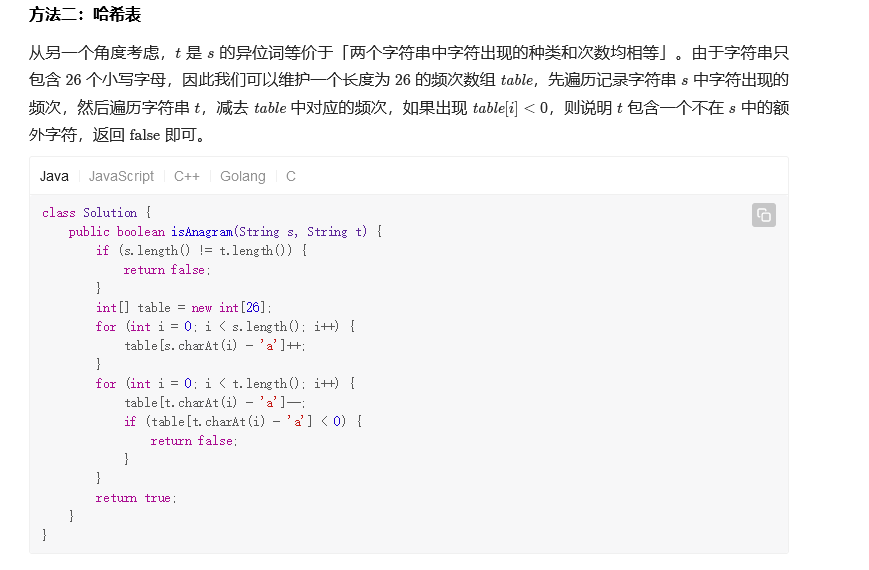 方法二：哈希表
从另一个角度考虑，t 是 s 的异位词等价于「两个字符串中字符出现的种类和次数均相等」。由于字符串只
包含 26 个小写字母，因此我们可以维护一个长度为 26 的频次数组 table，先遍历记录字符串 s 中字符出现的
频次，然后遍历字符串 t，减去 table 中对应的频次，如果出现 table[i] < 0，则说明 t 包含一个不在 s 中的额
外字符，返回 false 即可。
Java JavaScript C++ Golang C
class Solution {
    public boolean isAnagram(String s, String t) {
        if (s.length() != t.length()) {
            return false;
        }
        int[] table = new int[26];
        for (int i = 0; i < s.length(); i++) {
            table[s.charAt(i) - 'a']++;
        }
        for (int i = 0; i < t.length(); i++) {
            table[t.charAt(i) - 'a']--;
            if (table[t.charAt(i) - 'a'] < 0) {
                return false;
            }
        }
        return true;
    }
}